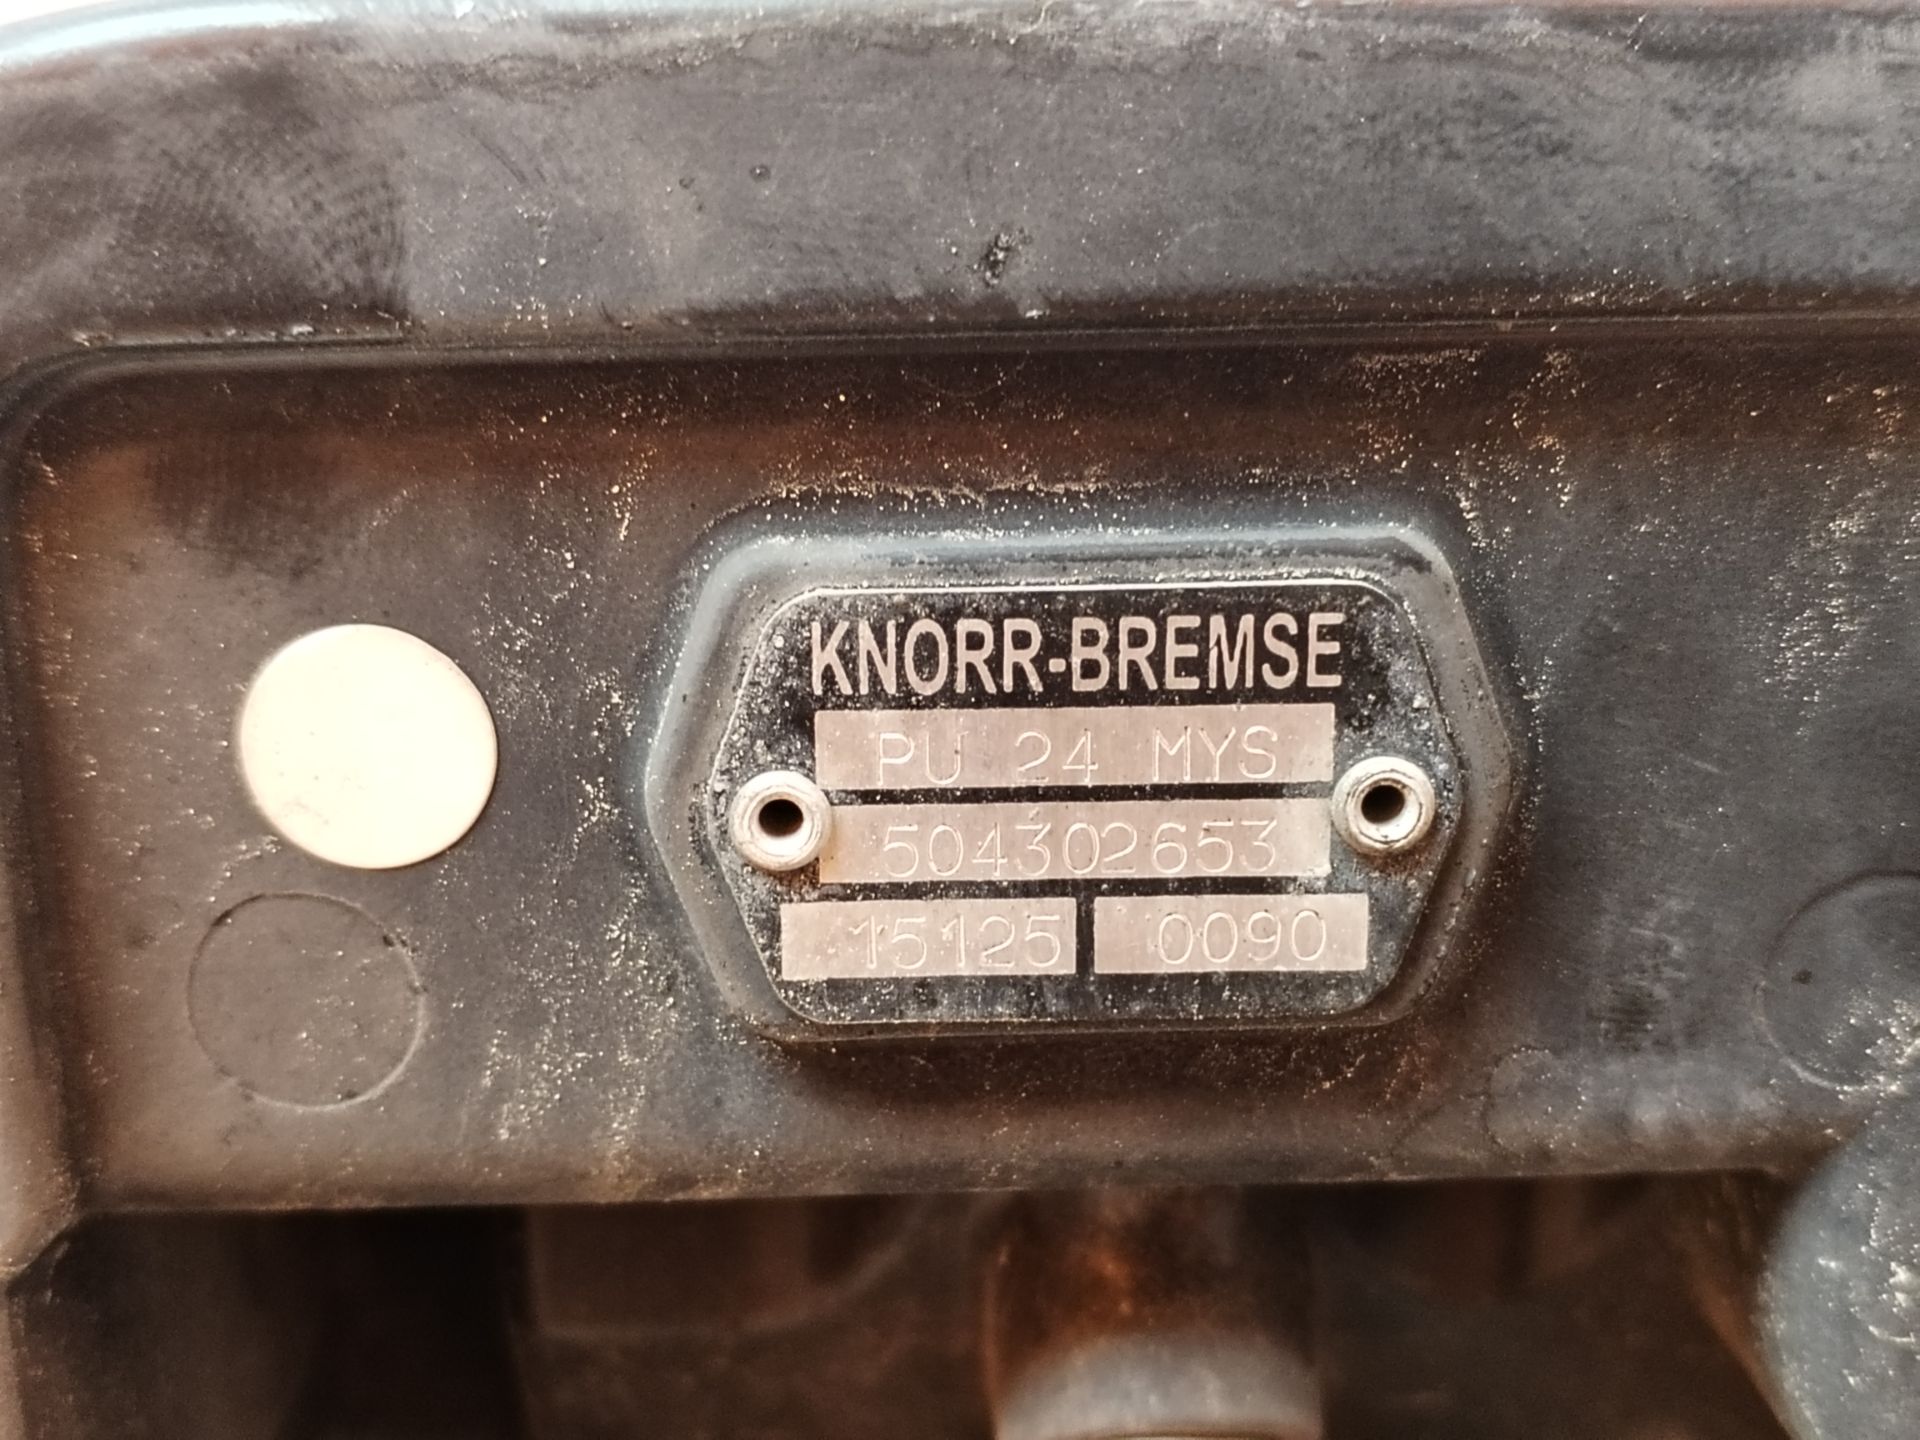 KNORR-BREMSE
PU 24 MYS
504302653
15125 0090